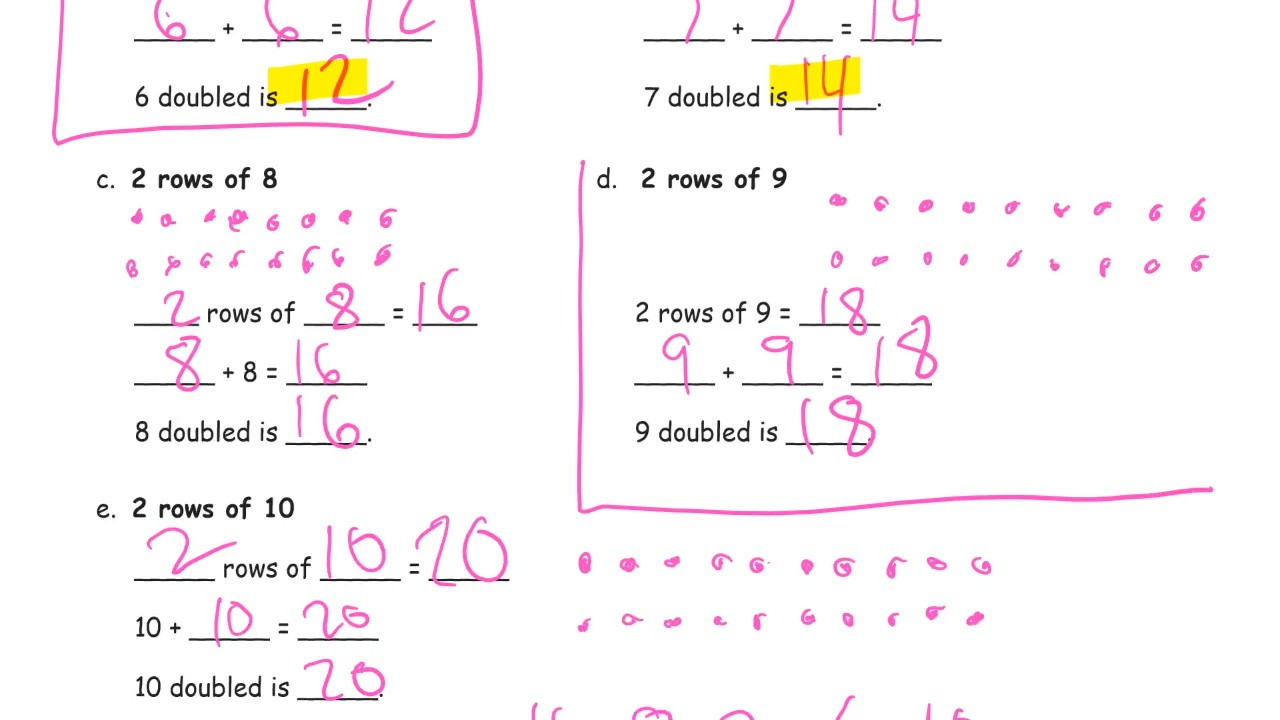 6 + 6 = 12
6 doubled is 12.
7 + 7 = 14
7 doubled is 14.
c. 2 rows of 8
2 rows of 8 = 16
8 + 8 = 16
8 doubled is 16.
d. 2 rows of 9
2 rows of 9 = 18
9 + 9 = 18
9 doubled is 18.
e. 2 rows of 10
2 rows of 10 = 20
10 + 10 = 20
10 doubled is 20.